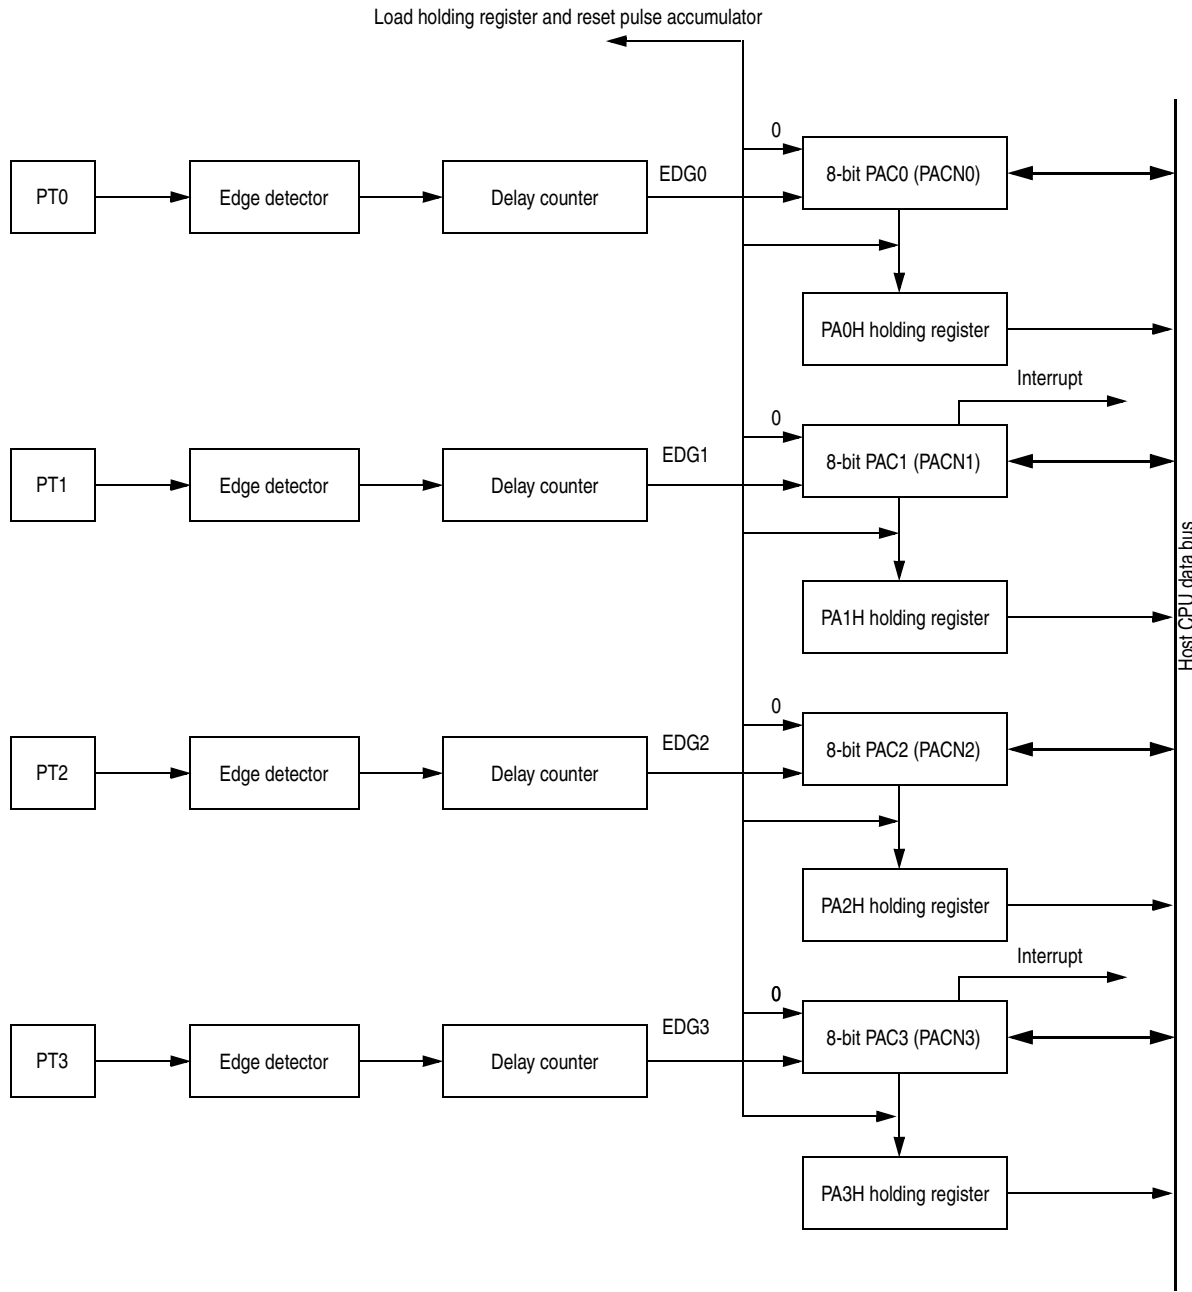 Load holding register and reset pulse accumulator
0
PT0
Edge detector
Delay counter
EDG0
8-bit PAC0 (PACN0)
PA0H holding register
Interrupt
0
PT1
Edge detector
Delay counter
EDG1
8-bit PAC1 (PACN1)
PA1H holding register
Host CPU data bus
0
PT2
Edge detector
Delay counter
EDG2
8-bit PAC2 (PACN2)
PA2H holding register
Interrupt
0
PT3
Edge detector
Delay counter
EDG3
8-bit PAC3 (PACN3)
PA3H holding register